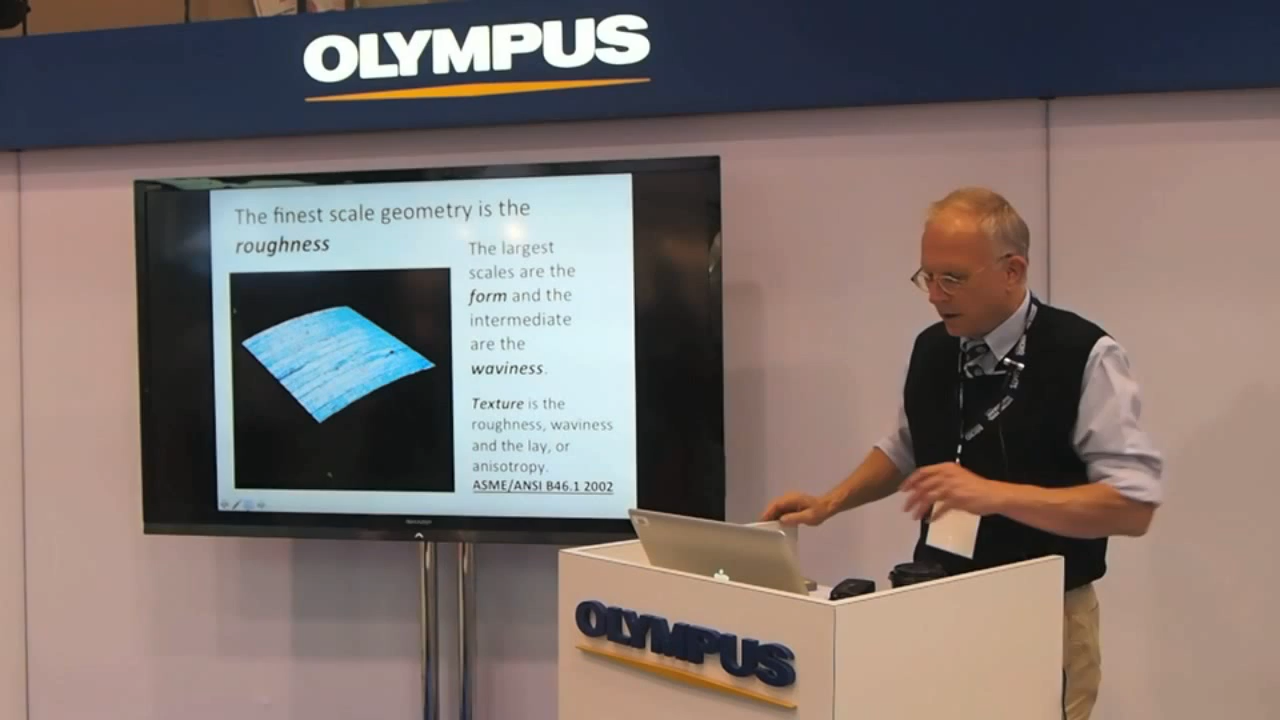 OLYMPUS
The finest scale geometry is the
roughness
The largest
scales are the
form and the
intermediate
are the
waviness.
Texture is the
roughness, waviness
and the lay, or
anisotropy.
ASME/ANSI B46.1 2002
SHARP
OLYMPUS